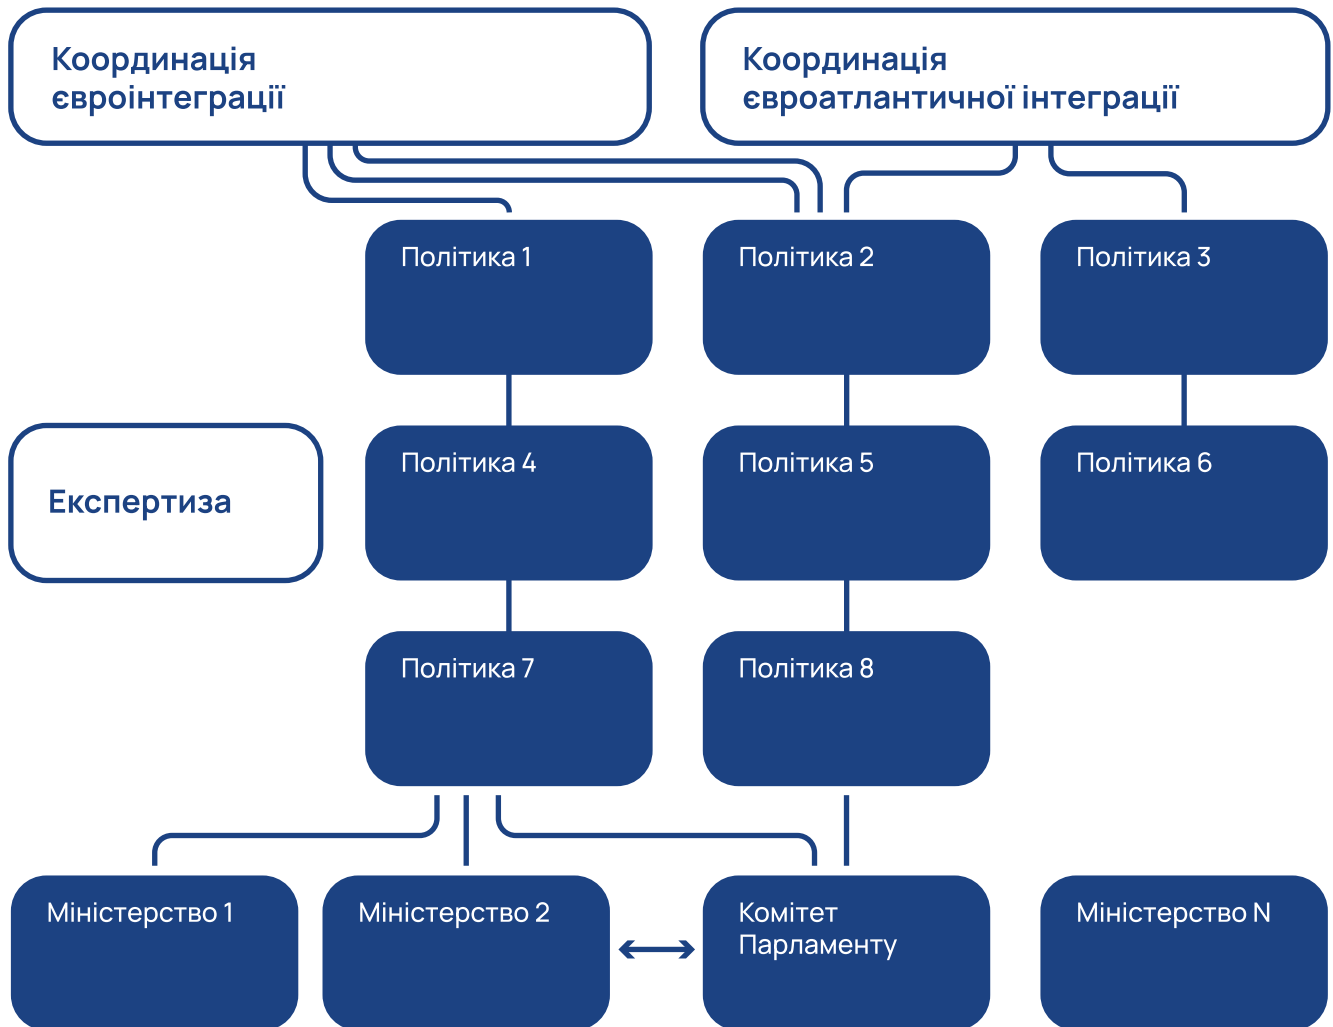 Координація
євроінтеграції
Координація
євроатлантичної інтеграції
Політика 1
Політика 2
Політика 3
Експертиза
Політика 4
Політика 5
Політика 6
Політика 7
Політика 8
Міністерство 1
Міністерство 2
Комітет
Парламенту
Міністерство N